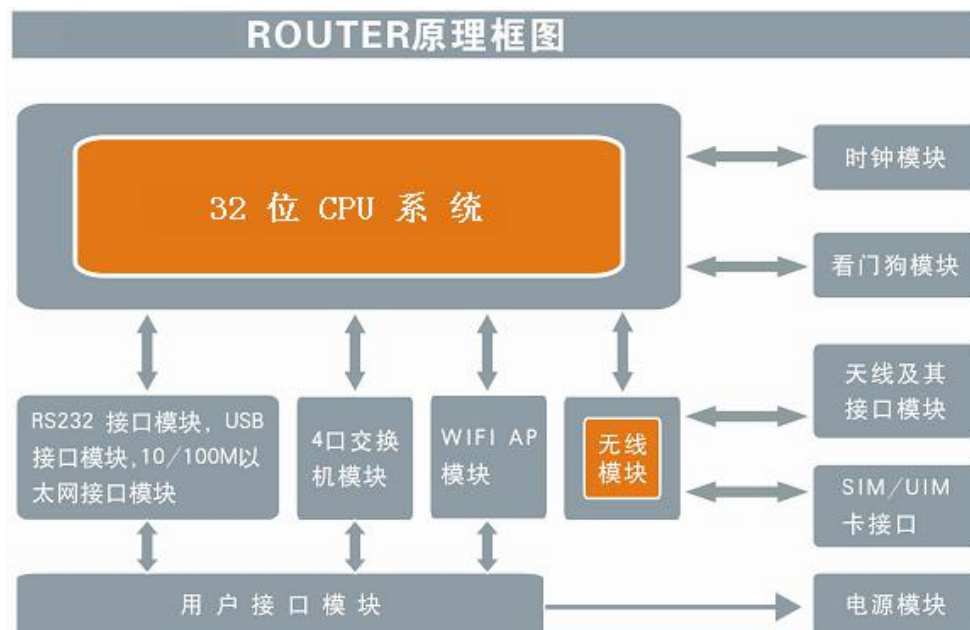 ROUTER原理框图
32 位 CPU 系 统
时钟模块
看门狗模块
天线及其
接口模块
RS232 接口模块, USB
接口模块,10/100M以
太网接口模块
4口交换
机模块
WIFI AP
模块
无线
模块
SIM/UIM
卡接口
用 户 接 口 模 块
电源模块